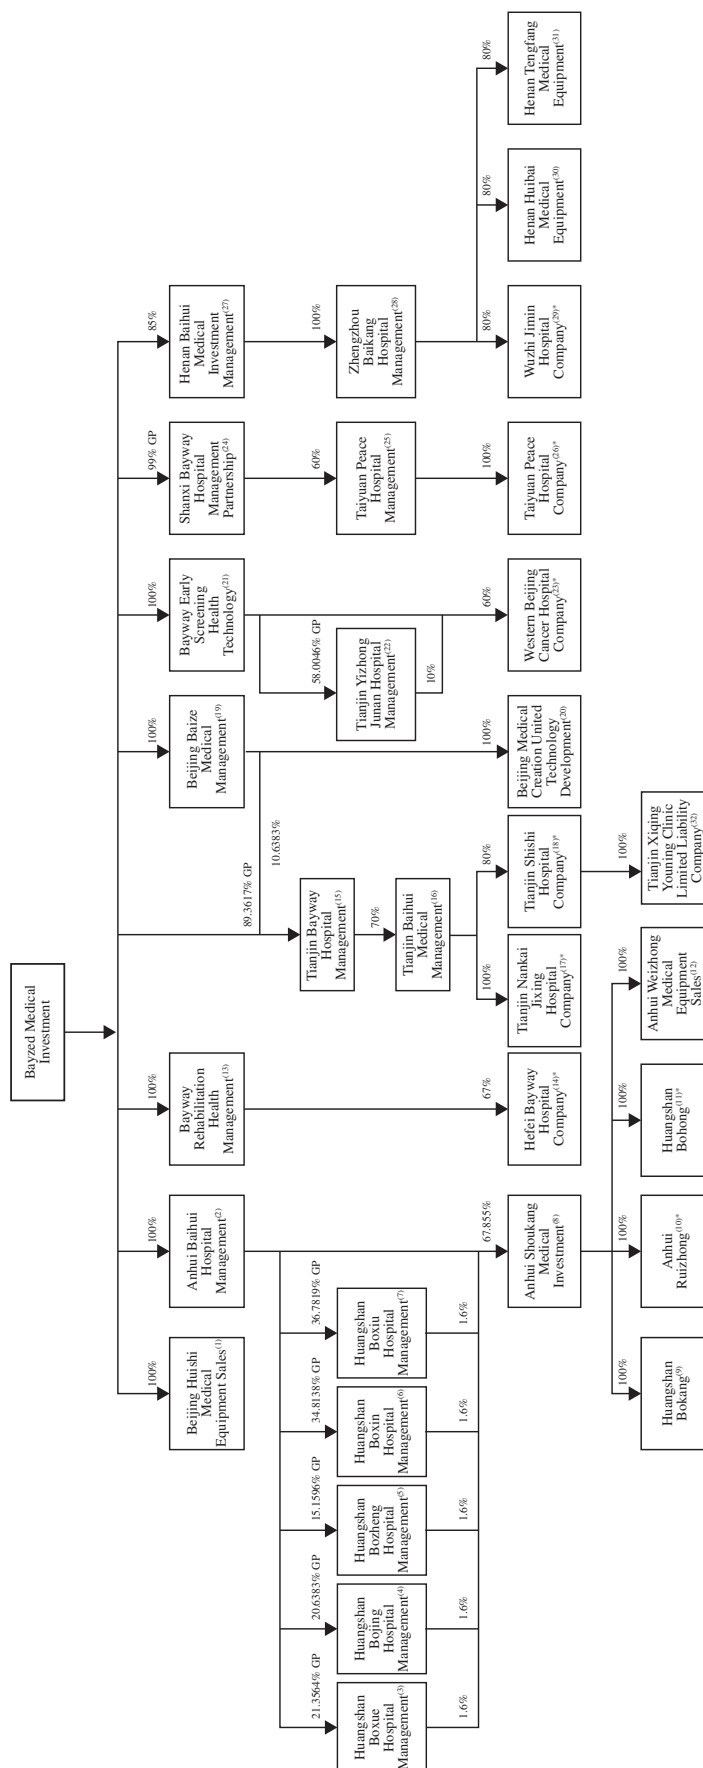 Bayzed Medical
Investment
100%
100%
100%
89.3617% GP
100%
100%
99% GP
85%
Beijing Huishi
Medical
Equipment Sales(1)
Anhui Baihui
Hospital
Management(2)
Bayway
Rehabilitation
Health
Management(13)
10.6383%
Beijing Baize
Medical
Management(19)
Bayway Early
Screening
Health
Technology(21)
Shanxi Bayway
Hospital
Management
Partnership(24)
Henan Baihui
Medical
Investment
Management(27)
21.3564% GP
20.6383% GP
15.1596% GP
34.8138% GP
36.7819% GP
58.0046% GP
60%
100%
Huangshan
Boxue
Hospital
Management(3)
Huangshan
Bojing
Hospital
Management(4)
Huangshan
Bozheng
Hospital
Management(5)
Huangshan
Boxin
Hospital
Management(6)
Huangshan
Boxiu
Hospital
Management(7)
Tianjin Bayway
Hospital
Management(15)
70%
Tianjin Baihui
Medical
Management(16)
Tianjin Yizhong
Junan Hospital
Management(22)
Taiyuan Peace
Hospital
Management(25)
Zhengzhou
Baikang
Hospital
Management(28)
1.6%
1.6%
1.6%
1.6%
1.6%
67.855%
67%
100%
80%
100%
10%
60%
100%
80%
80%
80%
Anhui Shoukang
Medical
Investment(8)
Hefei Bayway
Hospital
Company(14)*
Tianjin Nankai
Jixing
Hospital
Company(17)*
Tianjin Shishi
Hospital
Company(18)*
Beijing Medical
Creation United
Technology
Development(20)
Western Beijing
Cancer Hospital
Company(23)*
Taiyuan Peace
Hospital
Company(26)*
Wuzhi Jimin
Hospital
Company(29)*
Henan Huibai
Medical
Equipment(30)
Henan Tengfang
Medical
Equipment(31)
100%
100%
100%
100%
100%
Huangshan
Bokang(9)
Anhui
Ruizhong(10)*
Huangshan
Bohong(11)*
Anhui Weizhong
Medical
Equipment
Sales(12)
Tianjin Xiqing
Youning Clinic
Limited Liability
Company(32)